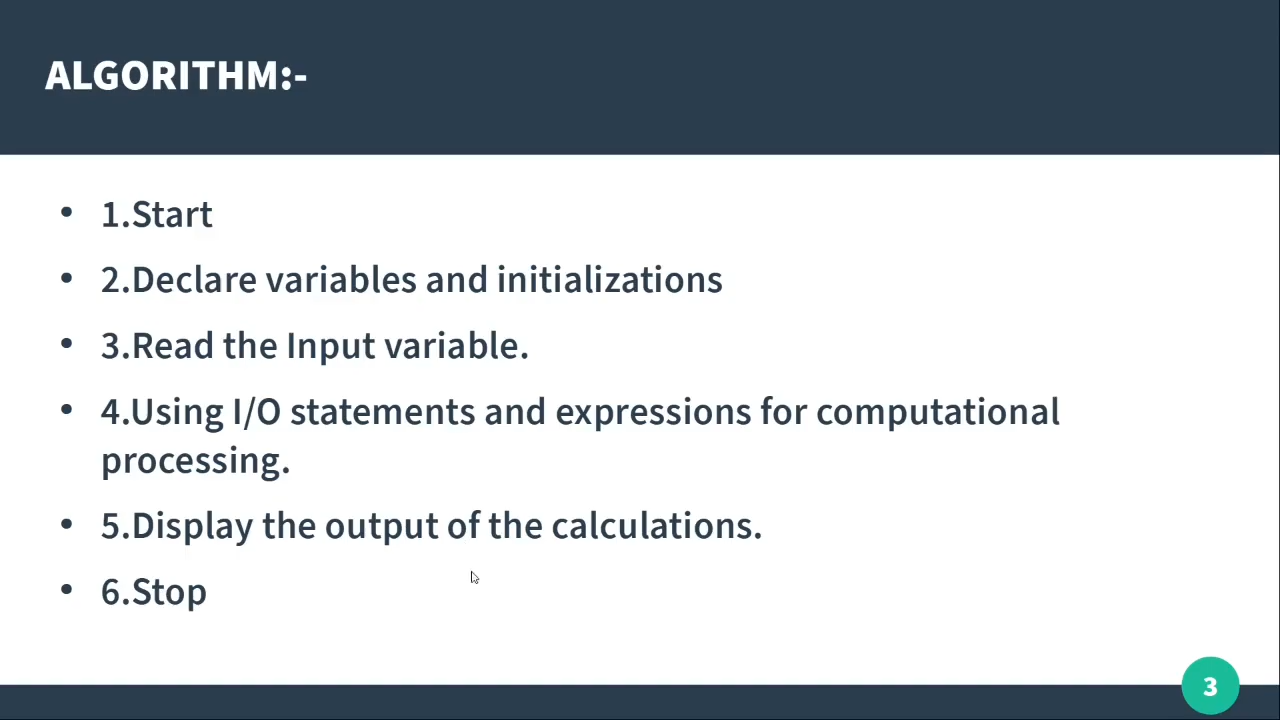 ALGORITHM:-
• 1.Start
• 2.Declare variables and initializations
• 3.Read the Input variable.
• 4.Using I/O statements and expressions for computational
processing.
• 5.Display the output of the calculations.
• 6.Stop
3